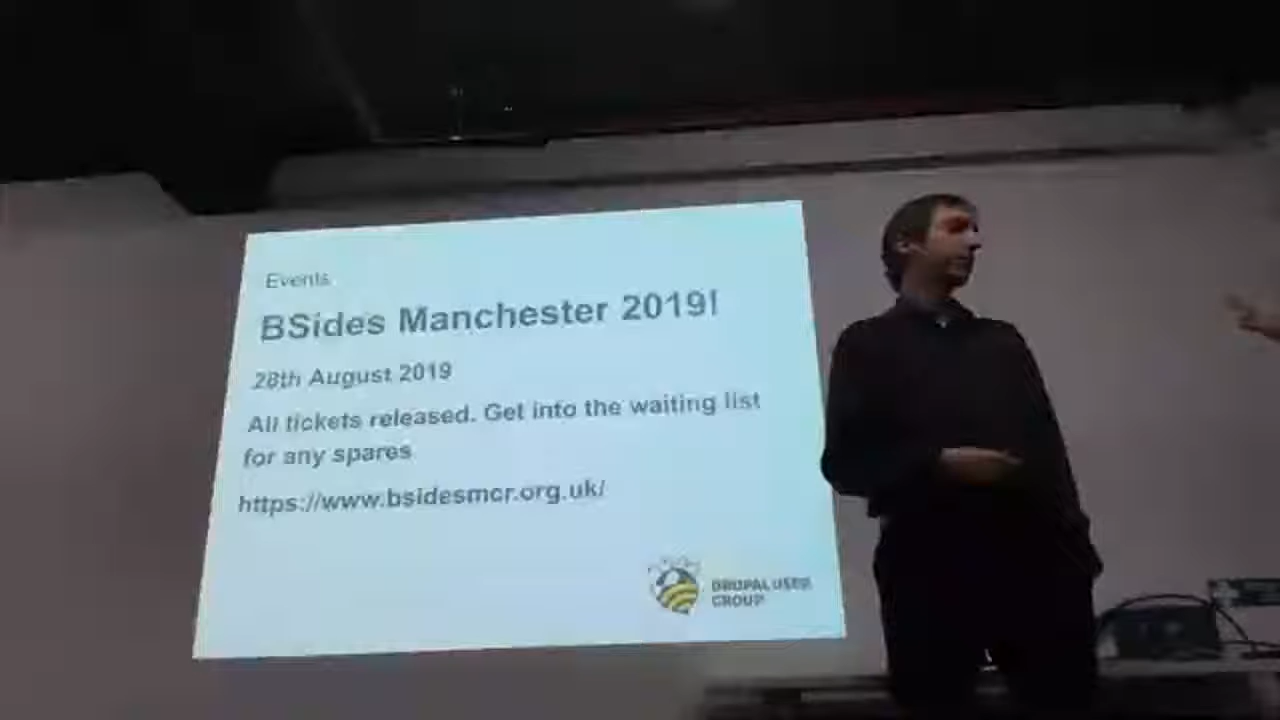 Events
BSides Manchester 2019!
28th August 2019
All tickets released. Get into the waiting list
for any spares
https://www.bsidesmcr.org.uk/
DRUPAL USER
GROUP